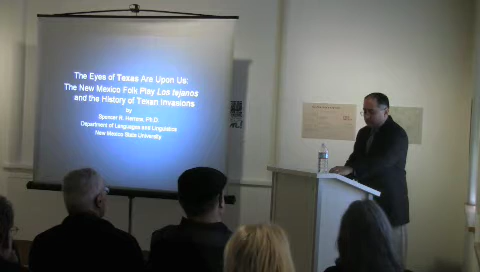 The Eyes of Texas Are Upon Us:
The New Mexico Folk Play Los tejanos
and the History of Texan Invasions
by
Spencer R. Herrera, Ph.D.
Department of Languages and Linguistics
New Mexico State University